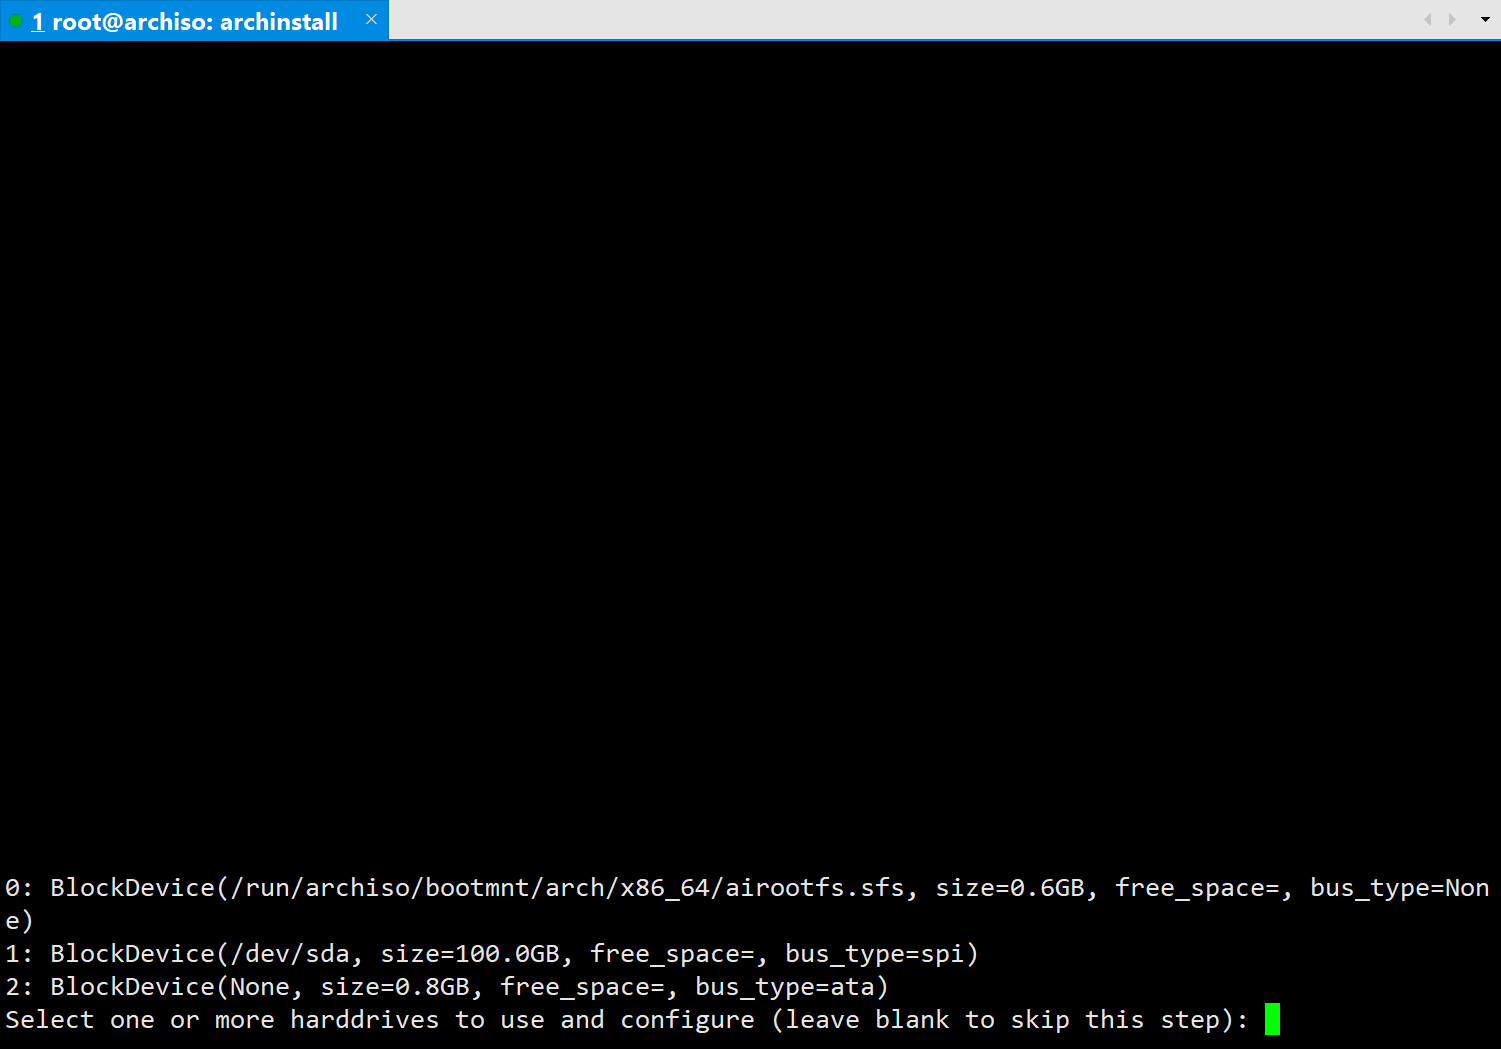 1 root@archiso: archinstall
0: BlockDevice(/run/archiso/bootmnt/arch/x86_64/airootfs.sfs, size=0.6GB, free_space=, bus_type=Non
e)
1: BlockDevice(/dev/sda, size=100.0GB, free_space=, bus_type=spi)
2: BlockDevice(None, size=0.8GB, free_space=, bus_type=ata)
Select one or more harddrives to use and configure (leave blank to skip this step):